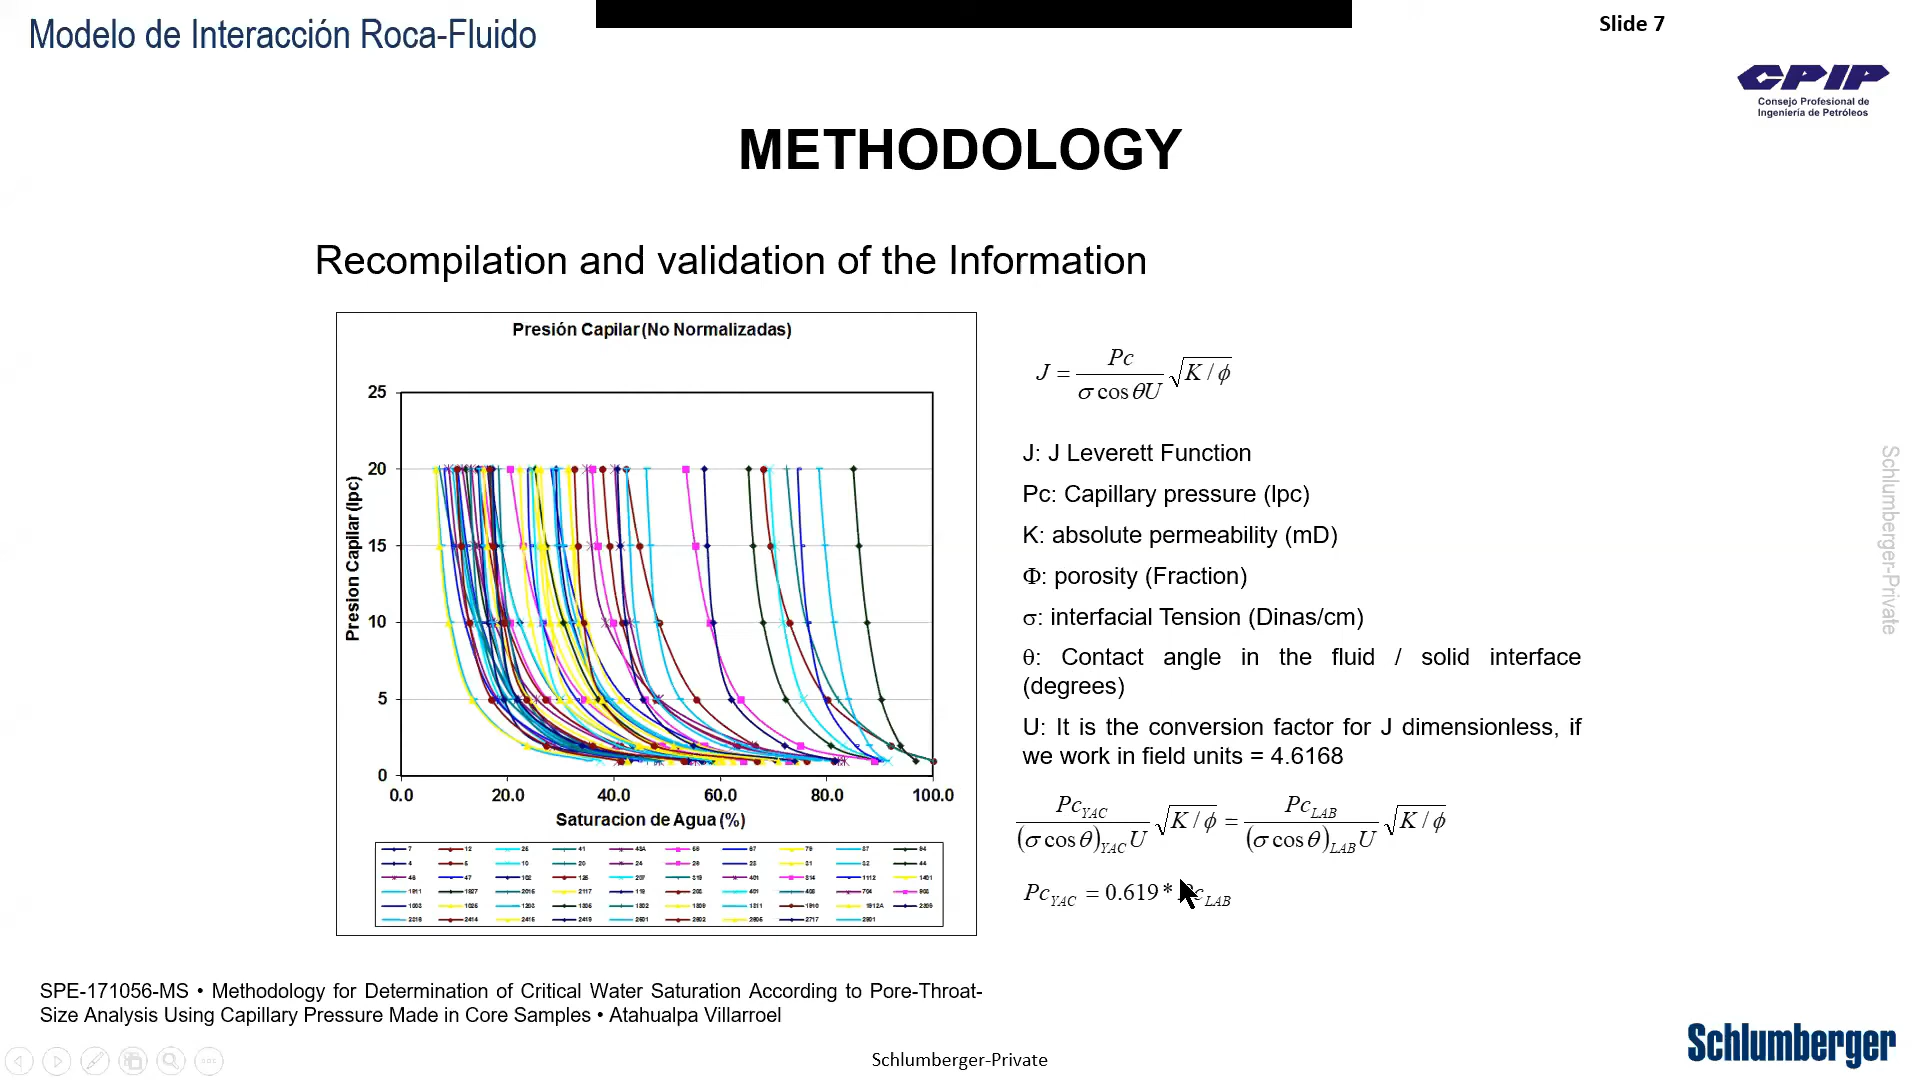 Modelo de Interacción Roca-Fluido
Slide 7
CPIP
Consejo Profesional de
Ingeniería de Petróleos
METHODOLOGY
Recompilation and validation of the Information
Presión Capilar (No Normalizadas)
Presion Capilar (lpc)
25
20
15
10
5
0
0.0 20.0 40.0 60.0 80.0 100.0
Saturacion de Agua (%)
J = Pc / (σ cos θU) √(K / ϕ)
J: J Leverett Function
Pc: Capillary pressure (lpc)
K: absolute permeability (mD)
Φ: porosity (Fraction)
σ: interfacial Tension (Dinas/cm)
θ: Contact angle in the fluid / solid interface
(degrees)
U: It is the conversion factor for J dimensionless, if
we work in field units = 4.6168
Pc_YAC / ((σ cos θ)_YAC U) √(K / ϕ) = Pc_LAB / ((σ cos θ)_LAB U) √(K / ϕ)
Pc_YAC = 0.619 * Pc_LAB
SPE-171056-MS • Methodology for Determination of Critical Water Saturation According to Pore-Throat-
Size Analysis Using Capillary Pressure Made in Core Samples • Atahualpa Villarroel
Schlumberger-Private
Schlumberger-Private
Schlumberger